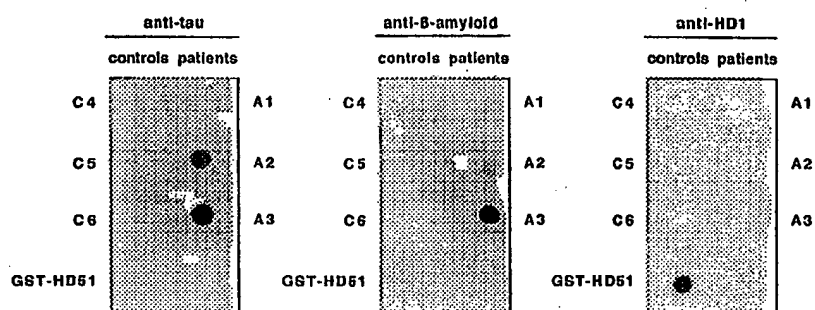 anti-tau anti-β-amyloid anti-HD1
controls patients controls patients controls patients
C4 A1 C4 A1 C4 A1
C5 A2 C5 A2 C5 A2
C6 A3 C6 A3 C6 A3
GST-HD51 GST-HD51 GST-HD51